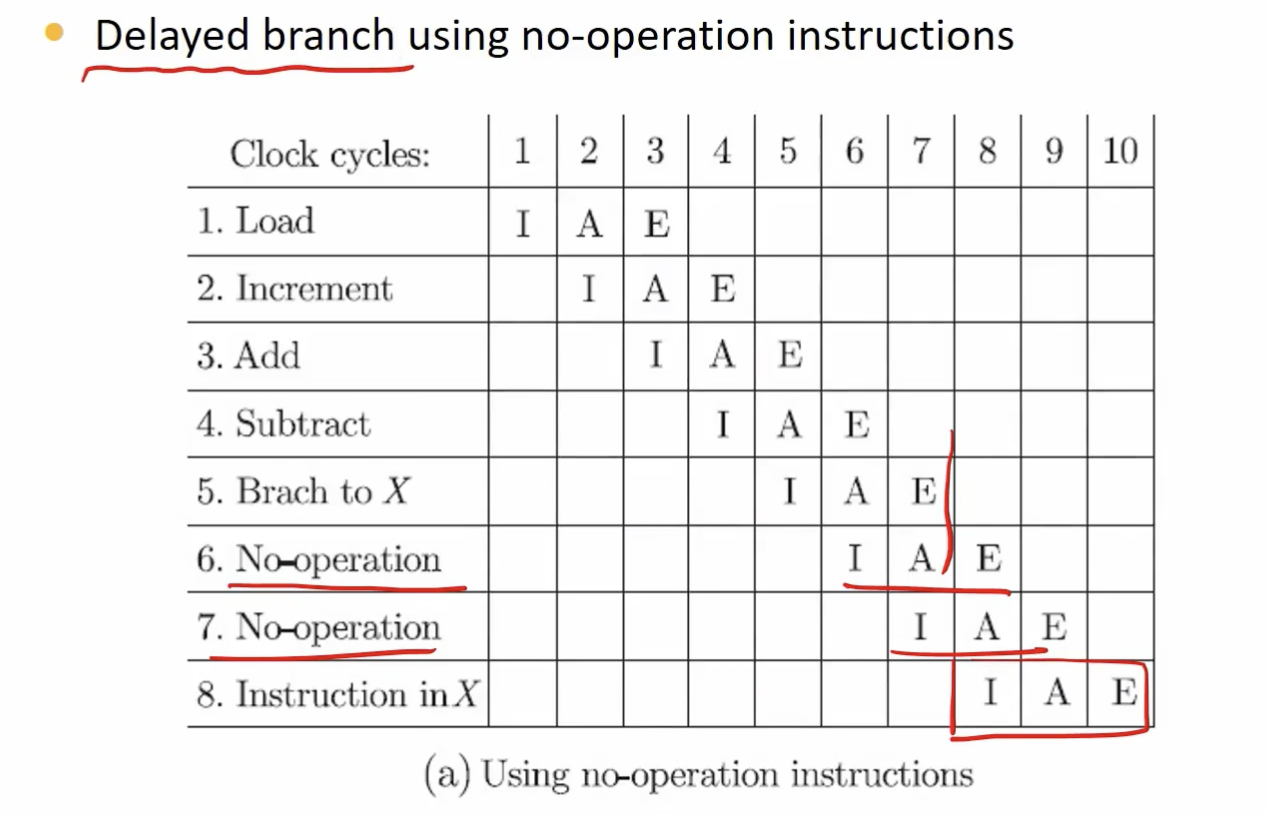 Delayed branch using no-operation instructions
Clock cycles: 1 2 3 4 5 6 7 8 9 10
1. Load I A E
2. Increment I A E
3. Add I A E
4. Subtract I A E
5. Brach to X I A E
6. No-operation I A E
7. No-operation I A E
8. Instruction in X I A E
(a) Using no-operation instructions